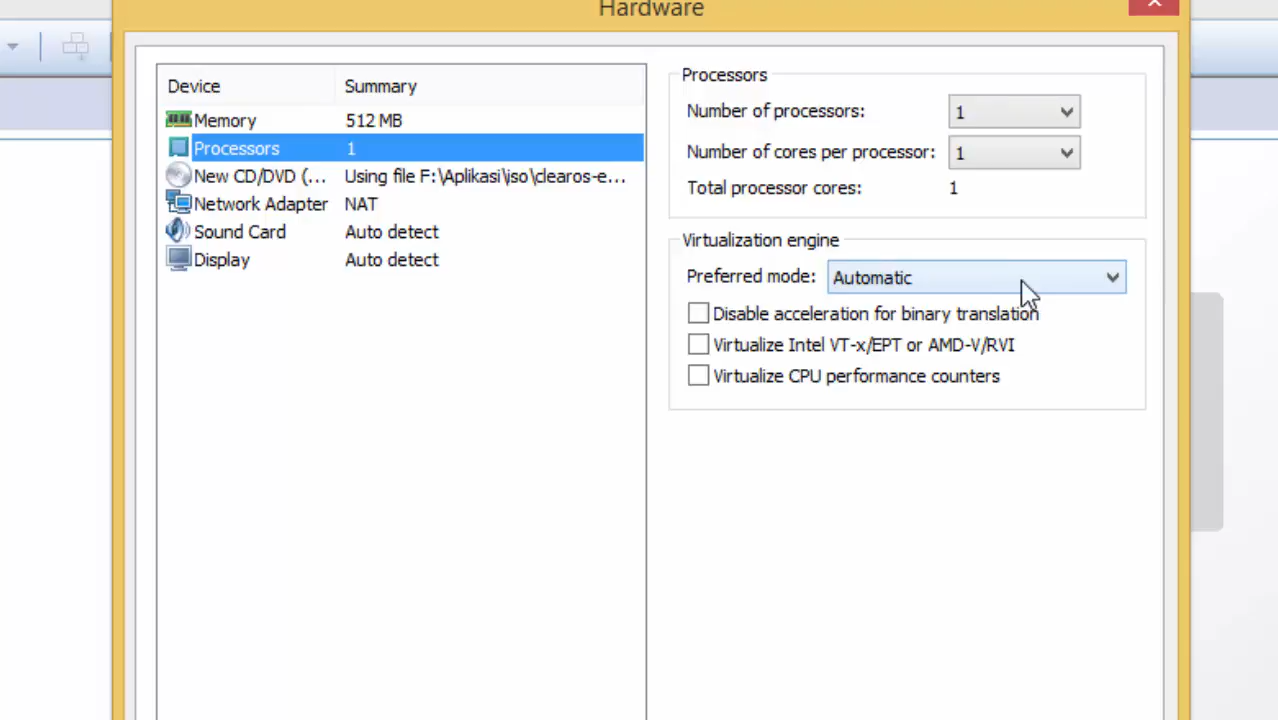 Hardware
Device Summary
Memory 512 MB
Processors 1
New CD/DVD (... Using file F:\Aplikasi\iso\clearos-e...
Network Adapter NAT
Sound Card Auto detect
Display Auto detect
Processors
Number of processors: 1
Number of cores per processor: 1
Total processor cores: 1
Virtualization engine
Preferred mode: Automatic
Disable acceleration for binary translation
Virtualize Intel VT-x/EPT or AMD-V/RVI
Virtualize CPU performance counters